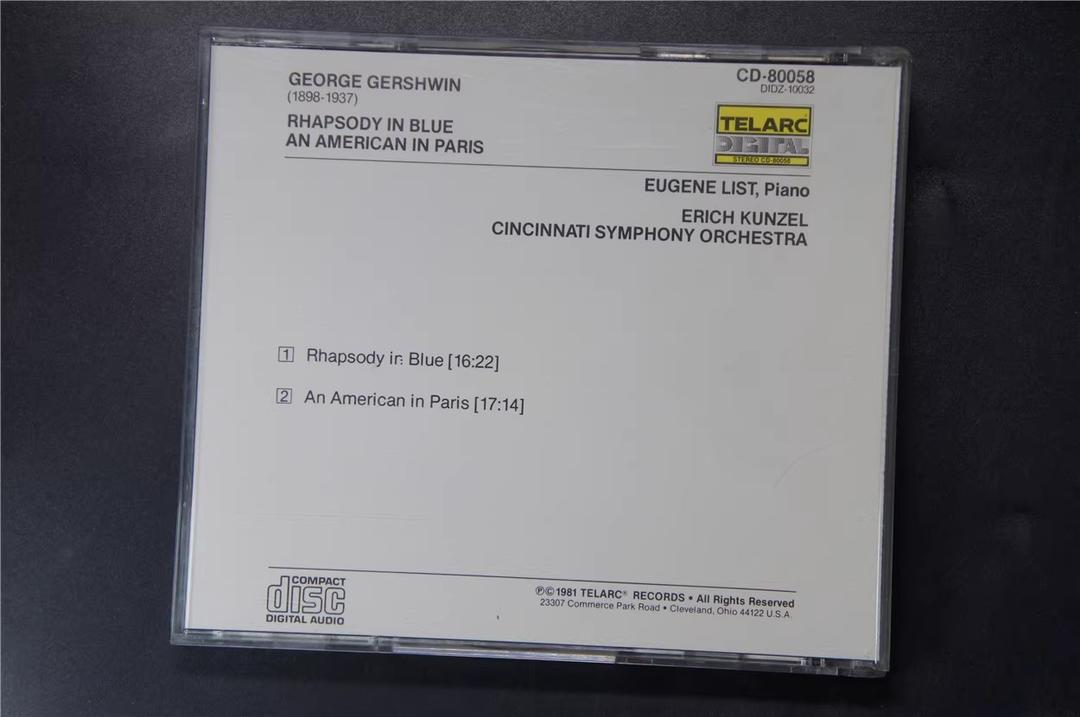 GEORGE GERSHWIN
(1898-1937)
RHAPSODY IN BLUE
AN AMERICAN IN PARIS
CD-80058
DIDZ-10032
TELARC
DIGITAL
STEREO CD-80058
EUGENE LIST, Piano
ERICH KUNZEL
CINCINNATI SYMPHONY ORCHESTRA
1 Rhapsody in Blue [16:22]
2 An American in Paris [17:14]
COMPACT
disc
DIGITAL AUDIO
℗© 1981 TELARC® RECORDS • All Rights Reserved
23307 Commerce Park Road • Cleveland, Ohio 44122 U.S.A.